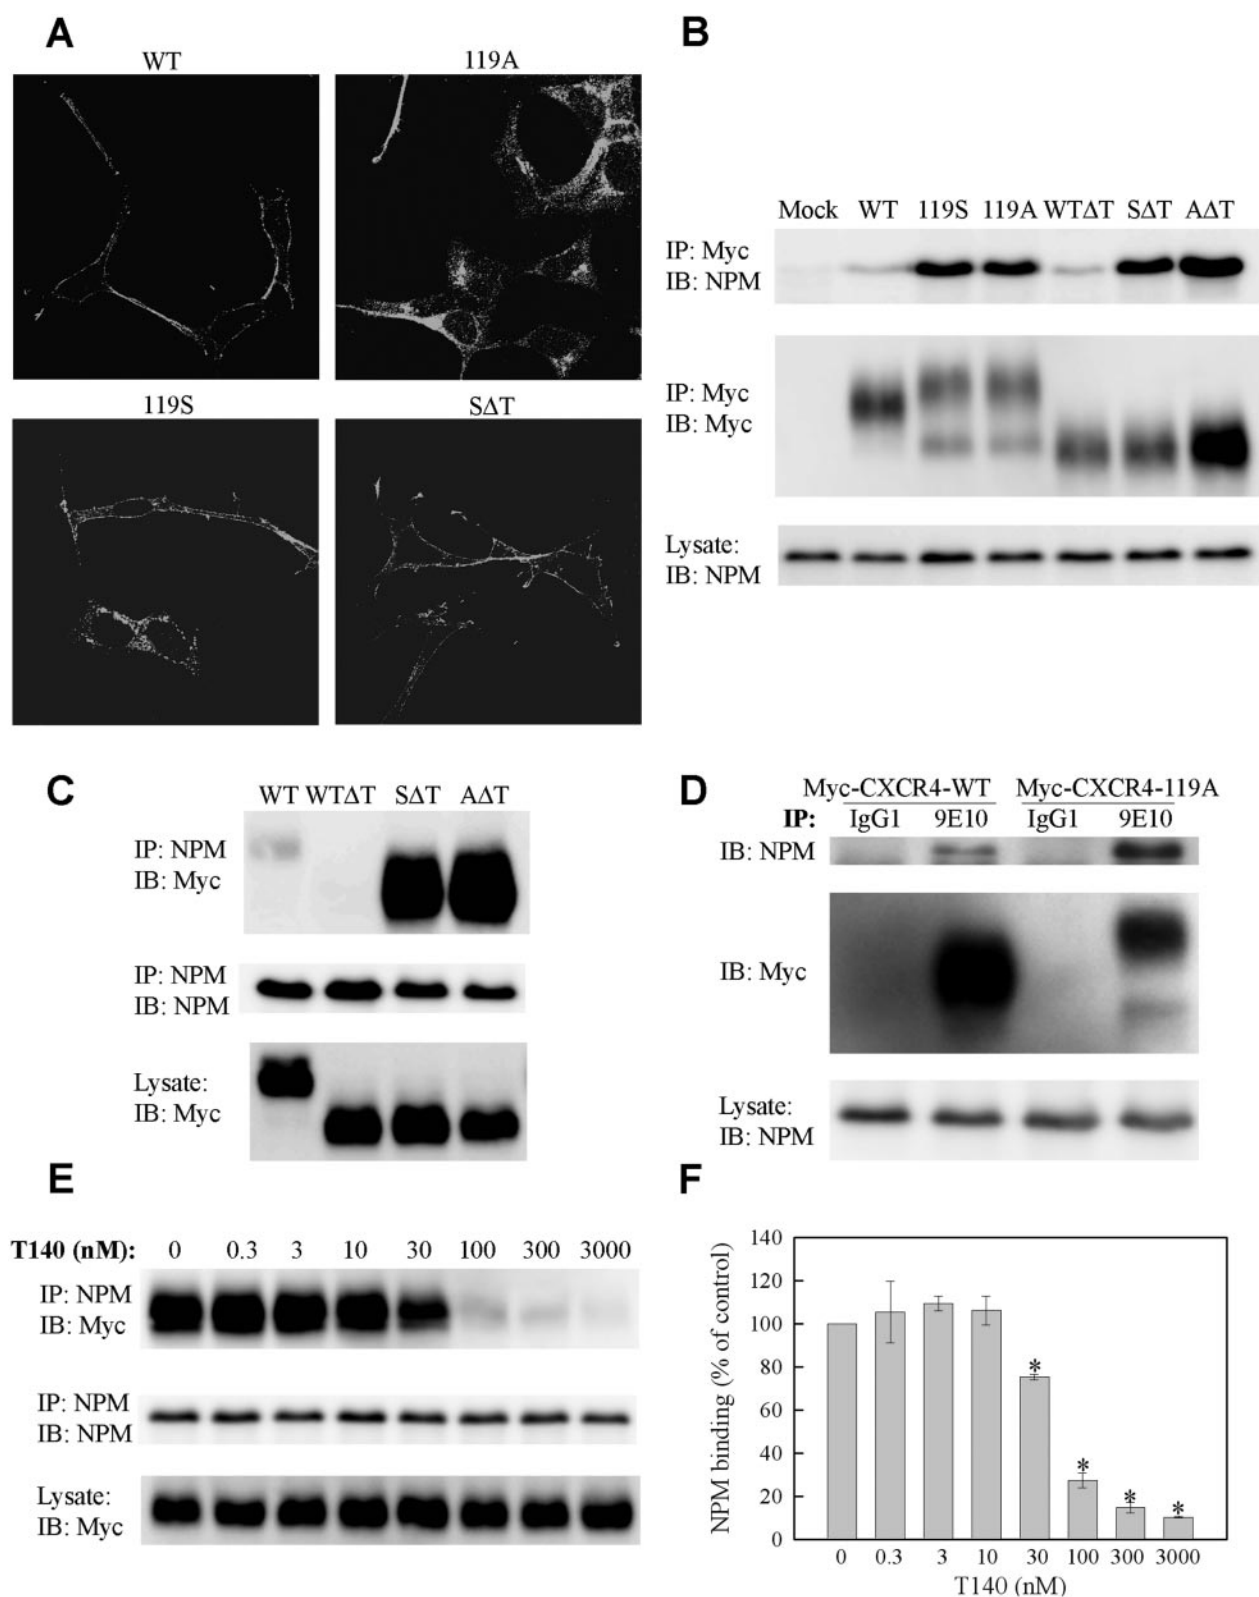 A
WT
119A
119S
SΔT
B
Mock WT 119S 119A WTΔT SΔT AΔT
IP: Myc
IB: NPM
IP: Myc
IB: Myc
Lysate:
IB: NPM
C
WT WTΔT SΔT AΔT
IP: NPM
IB: Myc
IP: NPM
IB: NPM
Lysate:
IB: Myc
D
Myc-CXCR4-WT Myc-CXCR4-119A
IP: IgG1 9E10 IgG1 9E10
IB: NPM
IB: Myc
Lysate:
IB: NPM
E
T140 (nM): 0 0.3 3 10 30 100 300 3000
IP: NPM
IB: Myc
IP: NPM
IB: NPM
Lysate:
IB: Myc
F
NPM binding (% of control)
140
120
100
80
60
40
20
0
* * * *
0 0.3 3 10 30 100 300 3000
T140 (nM)